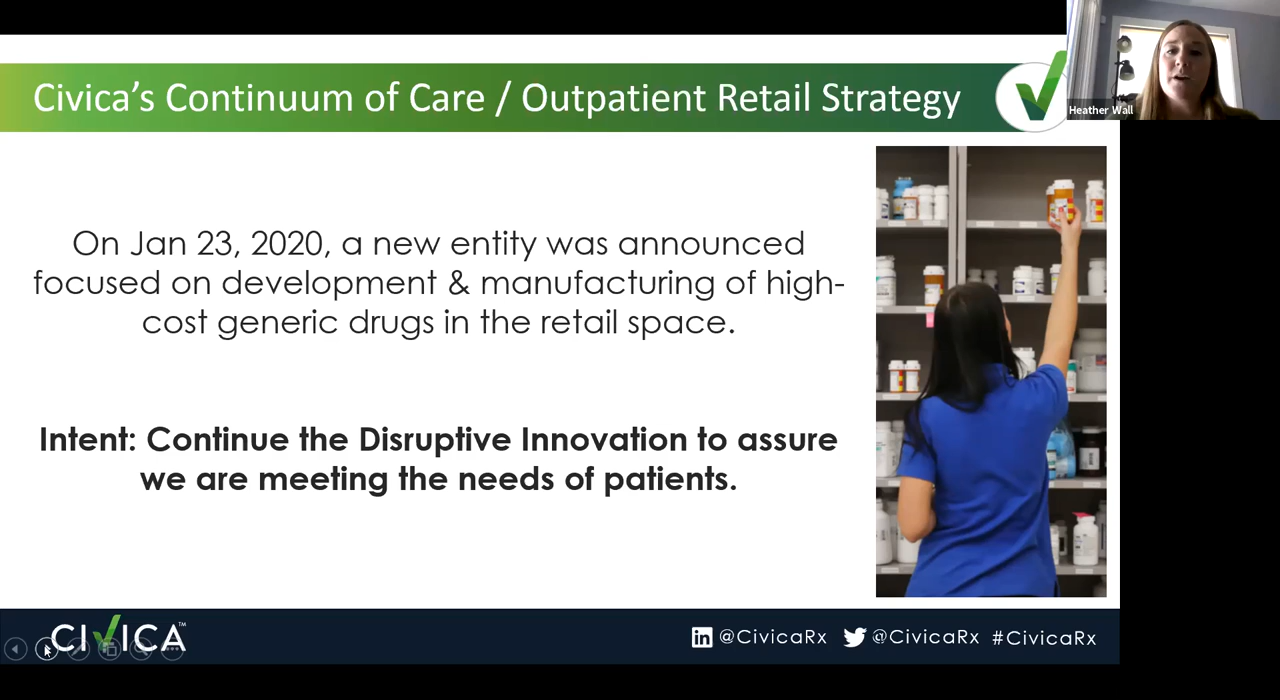 Civica's Continuum of Care / Outpatient Retail Strategy
Heather Wall
On Jan 23, 2020, a new entity was announced
focused on development & manufacturing of high-
cost generic drugs in the retail space.
Intent: Continue the Disruptive Innovation to assure
we are meeting the needs of patients.
CIVICA™
in @CivicaRx @CivicaRx #CivicaRx